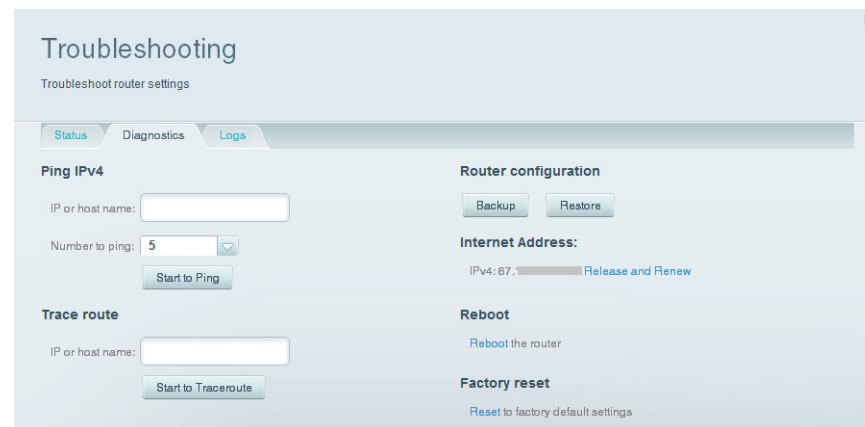 Troubleshooting
Troubleshoot router settings
Status Diagnostics Logs
Ping IPv4
IP or host name:
Number to ping: 5
Start to Ping
Trace route
IP or host name:
Start to Traceroute
Router configuration
Backup Restore
Internet Address:
IPv4: 67. Release and Renew
Reboot
Reboot the router
Factory reset
Reset to factory default settings